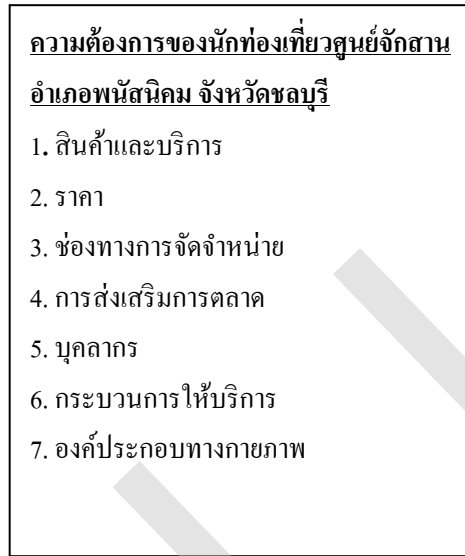 ความต้องการของนักท่องเที่ยวศูนย์จักสาน
อำเภอพนัสนิคม จังหวัดชลบุรี
1. สินค้าและบริการ
2. ราคา
3. ช่องทางการจัดจำหน่าย
4. การส่งเสริมการตลาด
5. บุคลากร
6. กระบวนการให้บริการ
7. องค์ประกอบทางกายภาพ